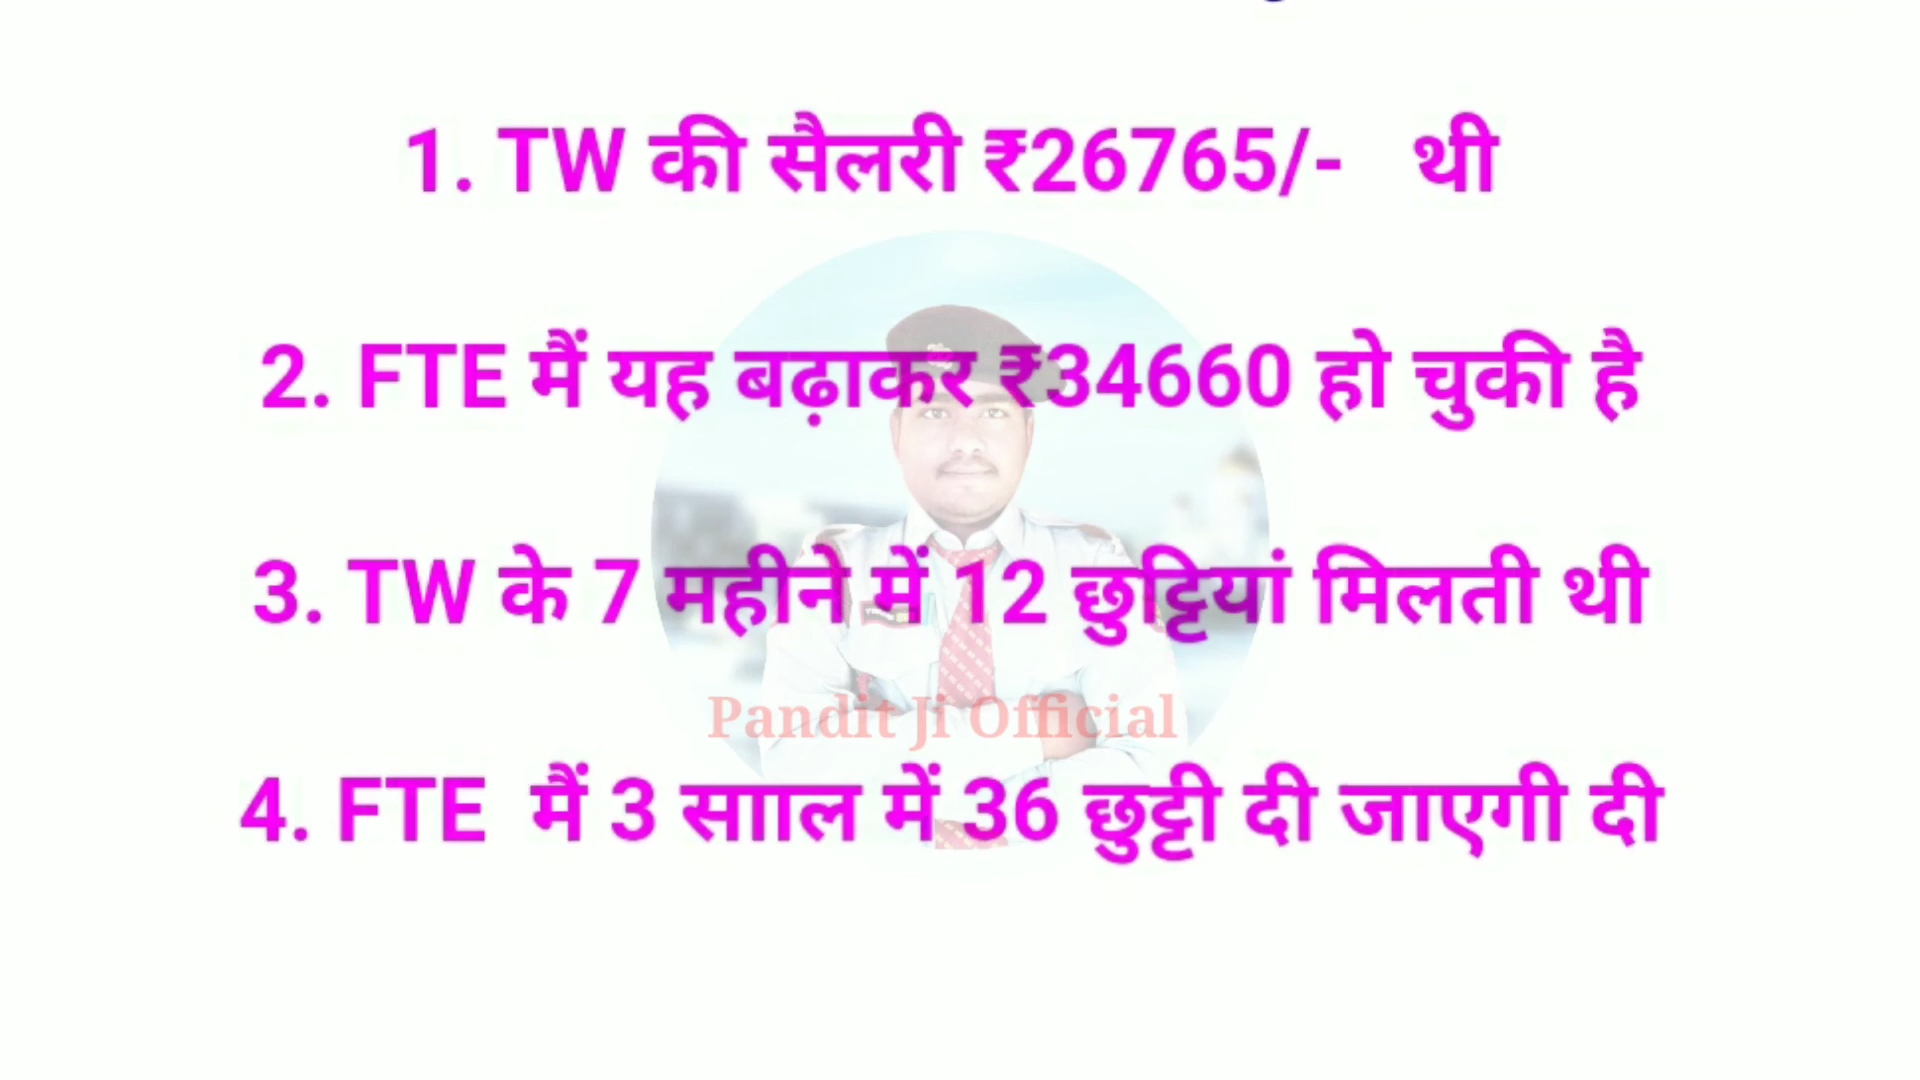 1. TW की सैलरी ₹26765/- थी
2. FTE मैं यह बढ़ाकर ₹34660 हो चुकी है
3. TW के 7 महीने में 12 छुट्टियां मिलती थी
Pandit Ji Official
4. FTE मैं 3 सााल में 36 छुट्टी दी जाएगी दी